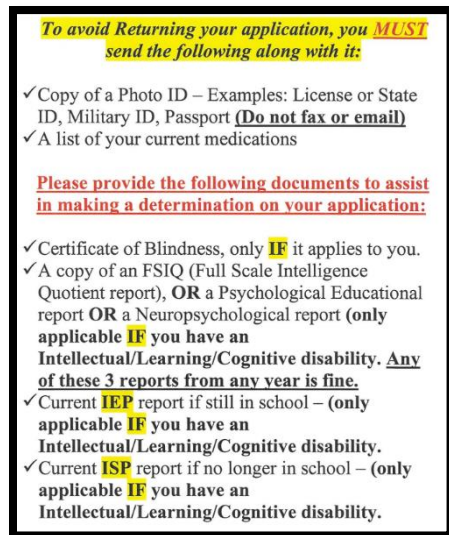 To avoid Returning your application, you MUST
send the following along with it:
✓Copy of a Photo ID – Examples: License or State
ID, Military ID, Passport (Do not fax or email)
✓A list of your current medications
Please provide the following documents to assist
in making a determination on your application:
✓Certificate of Blindness, only IF it applies to you.
✓A copy of an FSIQ (Full Scale Intelligence
Quotient report), OR a Psychological Educational
report OR a Neuropsychological report (only
applicable IF you have an
Intellectual/Learning/Cognitive disability. Any
of these 3 reports from any year is fine.
✓Current IEP report if still in school – (only
applicable IF you have an
Intellectual/Learning/Cognitive disability.
✓Current ISP report if no longer in school – (only
applicable IF you have an
Intellectual/Learning/Cognitive disability.